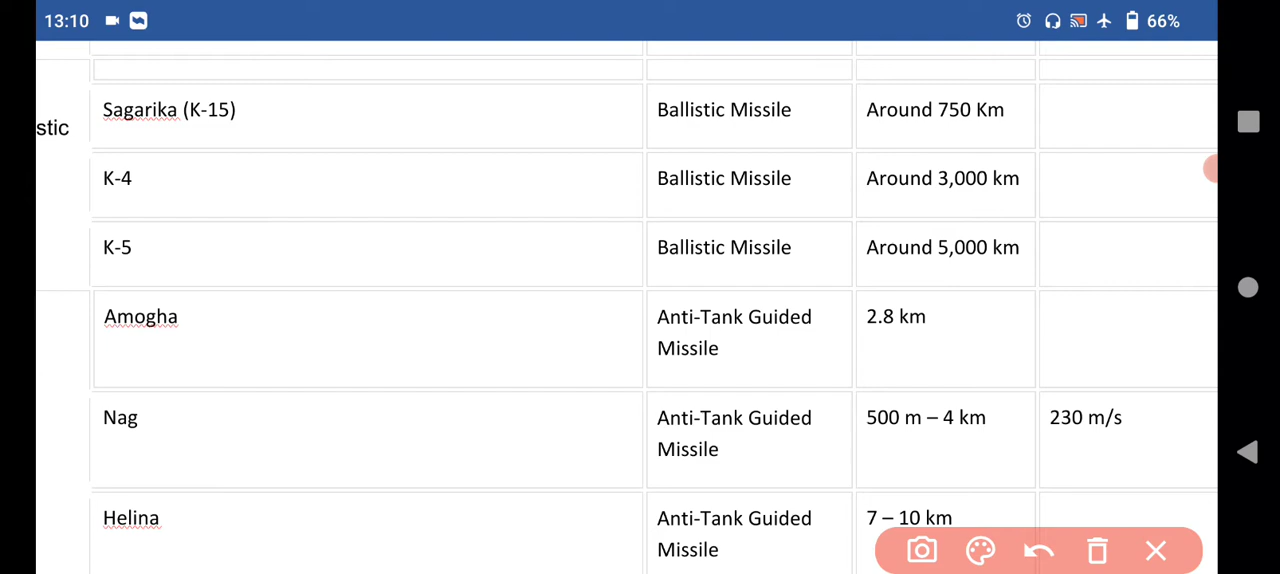 13:10
66%
stic
Sagarika (K-15) Ballistic Missile Around 750 Km
K-4 Ballistic Missile Around 3,000 km
K-5 Ballistic Missile Around 5,000 km
Amogha Anti-Tank Guided 2.8 km
Missile
Nag Anti-Tank Guided 500 m – 4 km 230 m/s
Missile
Helina Anti-Tank Guided 7 – 10 km
Missile